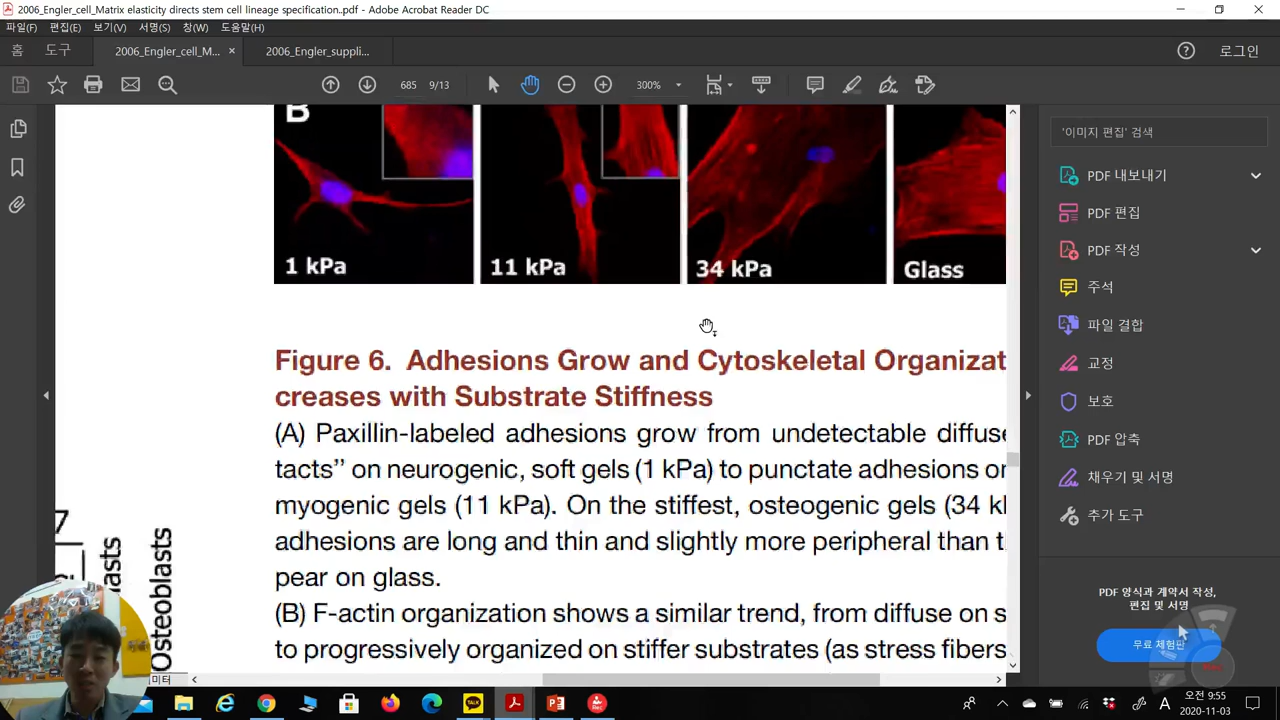 2006_Engler_cell_Matrix elasticity directs stem cell lineage specification..pdf - Adobe Acrobat Reader DC
파일(F) 편집(E) 보기(V) 서명(S) 창(W) 도움말(H)
홈 도구 2006_Engler_cell_M... × 2006_Engler_suppli... 로그인
685 9/13 300%
'이미지 편집' 검색
PDF 내보내기
PDF 편집
PDF 작성
주석
파일 결합
교정
보호
PDF 압축
채우기 및 서명
추가 도구
PDF 양식과 계약서 작성,
편집 및 서명
무료 체험판
B
1 kPa 11 kPa 34 kPa Glass
Figure 6. Adhesions Grow and Cytoskeletal Organizat
creases with Substrate Stiffness
(A) Paxillin-labeled adhesions grow from undetectable diffuse
tacts” on neurogenic, soft gels (1 kPa) to punctate adhesions or
myogenic gels (11 kPa). On the stiffest, osteogenic gels (34 kl
adhesions are long and thin and slightly more peripheral than t
pear on glass.
(B) F-actin organization shows a similar trend, from diffuse on s
to progressively organized on stiffer substrates (as stress fibers
7
asts
Osteoblasts
미터
TALK
A
오전 9:55
2020-11-03